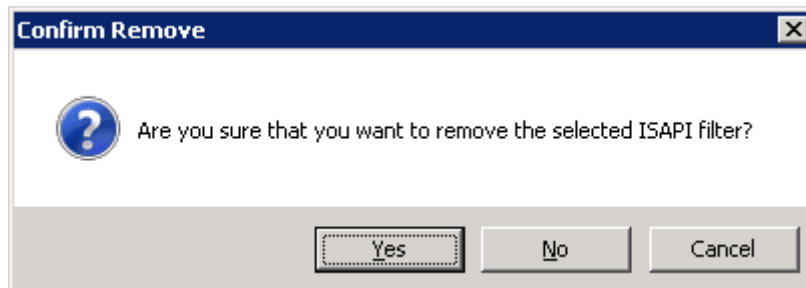 Confirm Remove
Are you sure that you want to remove the selected ISAPI filter?
Yes No Cancel